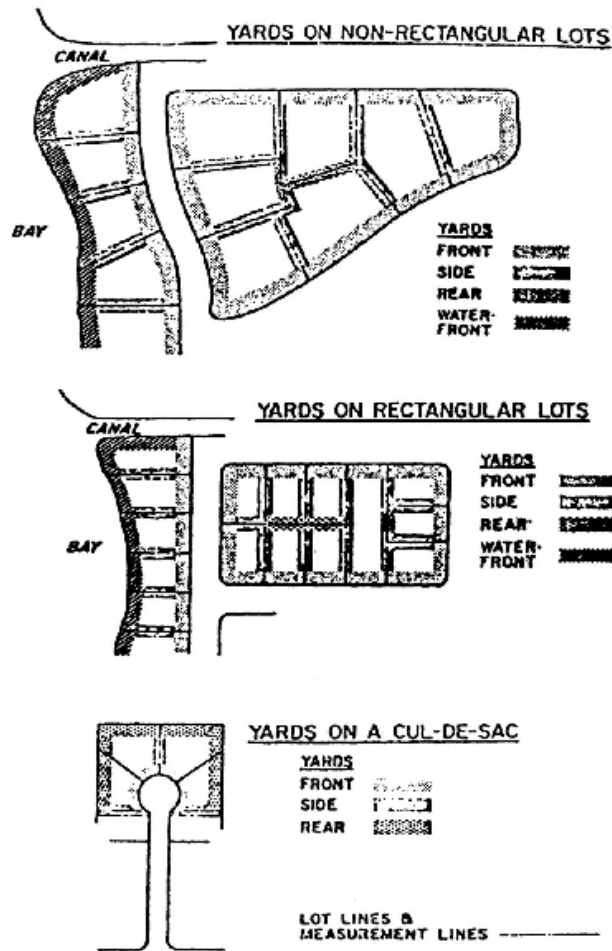 YARDS ON NON-RECTANGULAR LOTS
CANAL
BAY
YARDS
FRONT
SIDE
REAR
WATER-
FRONT
YARDS ON RECTANGULAR LOTS
CANAL
BAY
YARDS
FRONT
SIDE
REAR
WATER-
FRONT
YARDS ON A CUL-DE-SAC
YARDS
FRONT
SIDE
REAR
LOT LINES &
MEASUREMENT LINES